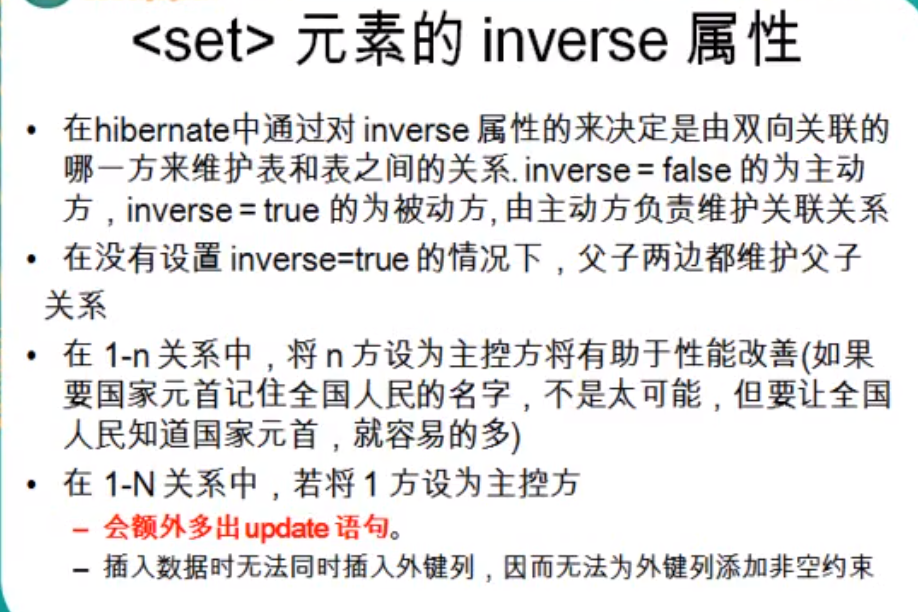 <set> 元素的 inverse 属性
• 在hibernate中通过对 inverse 属性的来决定是由双向关联的
哪一方来维护表和表之间的关系. inverse = false 的为主动
方，inverse = true 的为被动方, 由主动方负责维护关联关系
• 在没有设置 inverse=true 的情况下，父子两边都维护父子
关系
• 在 1-n 关系中，将 n 方设为主控方将有助于性能改善(如果
要国家元首记住全国人民的名字，不是太可能，但要让全国
人民知道国家元首，就容易的多)
• 在 1-N 关系中，若将 1 方设为主控方
– 会额外多出update 语句。
– 插入数据时无法同时插入外键列，因而无法为外键列添加非空约束